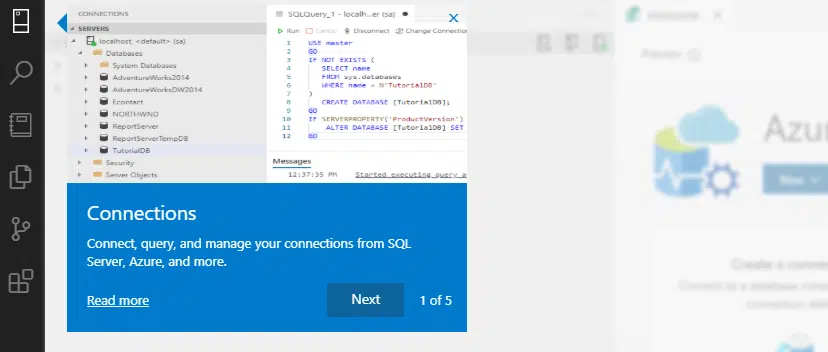 CONNECTIONS
SERVERS
localhost, <default> (sa)
Databases
System Databases
AdventureWorks2014
AdventureWorksDW2014
Econtact
NORTHWND
ReportServer
ReportServerTempDB
TutorialDB
Security
Server Objects
SQLQuery_1 - localh...er (sa)
Run Cancel Disconnect Change Connection
1 USE master
2 GO
3 IF NOT EXISTS (
4 SELECT name
5 FROM sys.databases
6 WHERE name = N'TutorialDB'
7 )
8 CREATE DATABASE [TutorialDB];
9 GO
10 IF SERVERPROPERTY('ProductVersion')
11 ALTER DATABASE [TutorialDB] SET
12 GO
Messages
12:37:35 PM Started executing query a
Connections
Connect, query, and manage your connections from SQL
Server, Azure, and more.
Read more
Next
1 of 5
Welcome
Preview
Azu
New
Create a conne
Connect to a database
connection